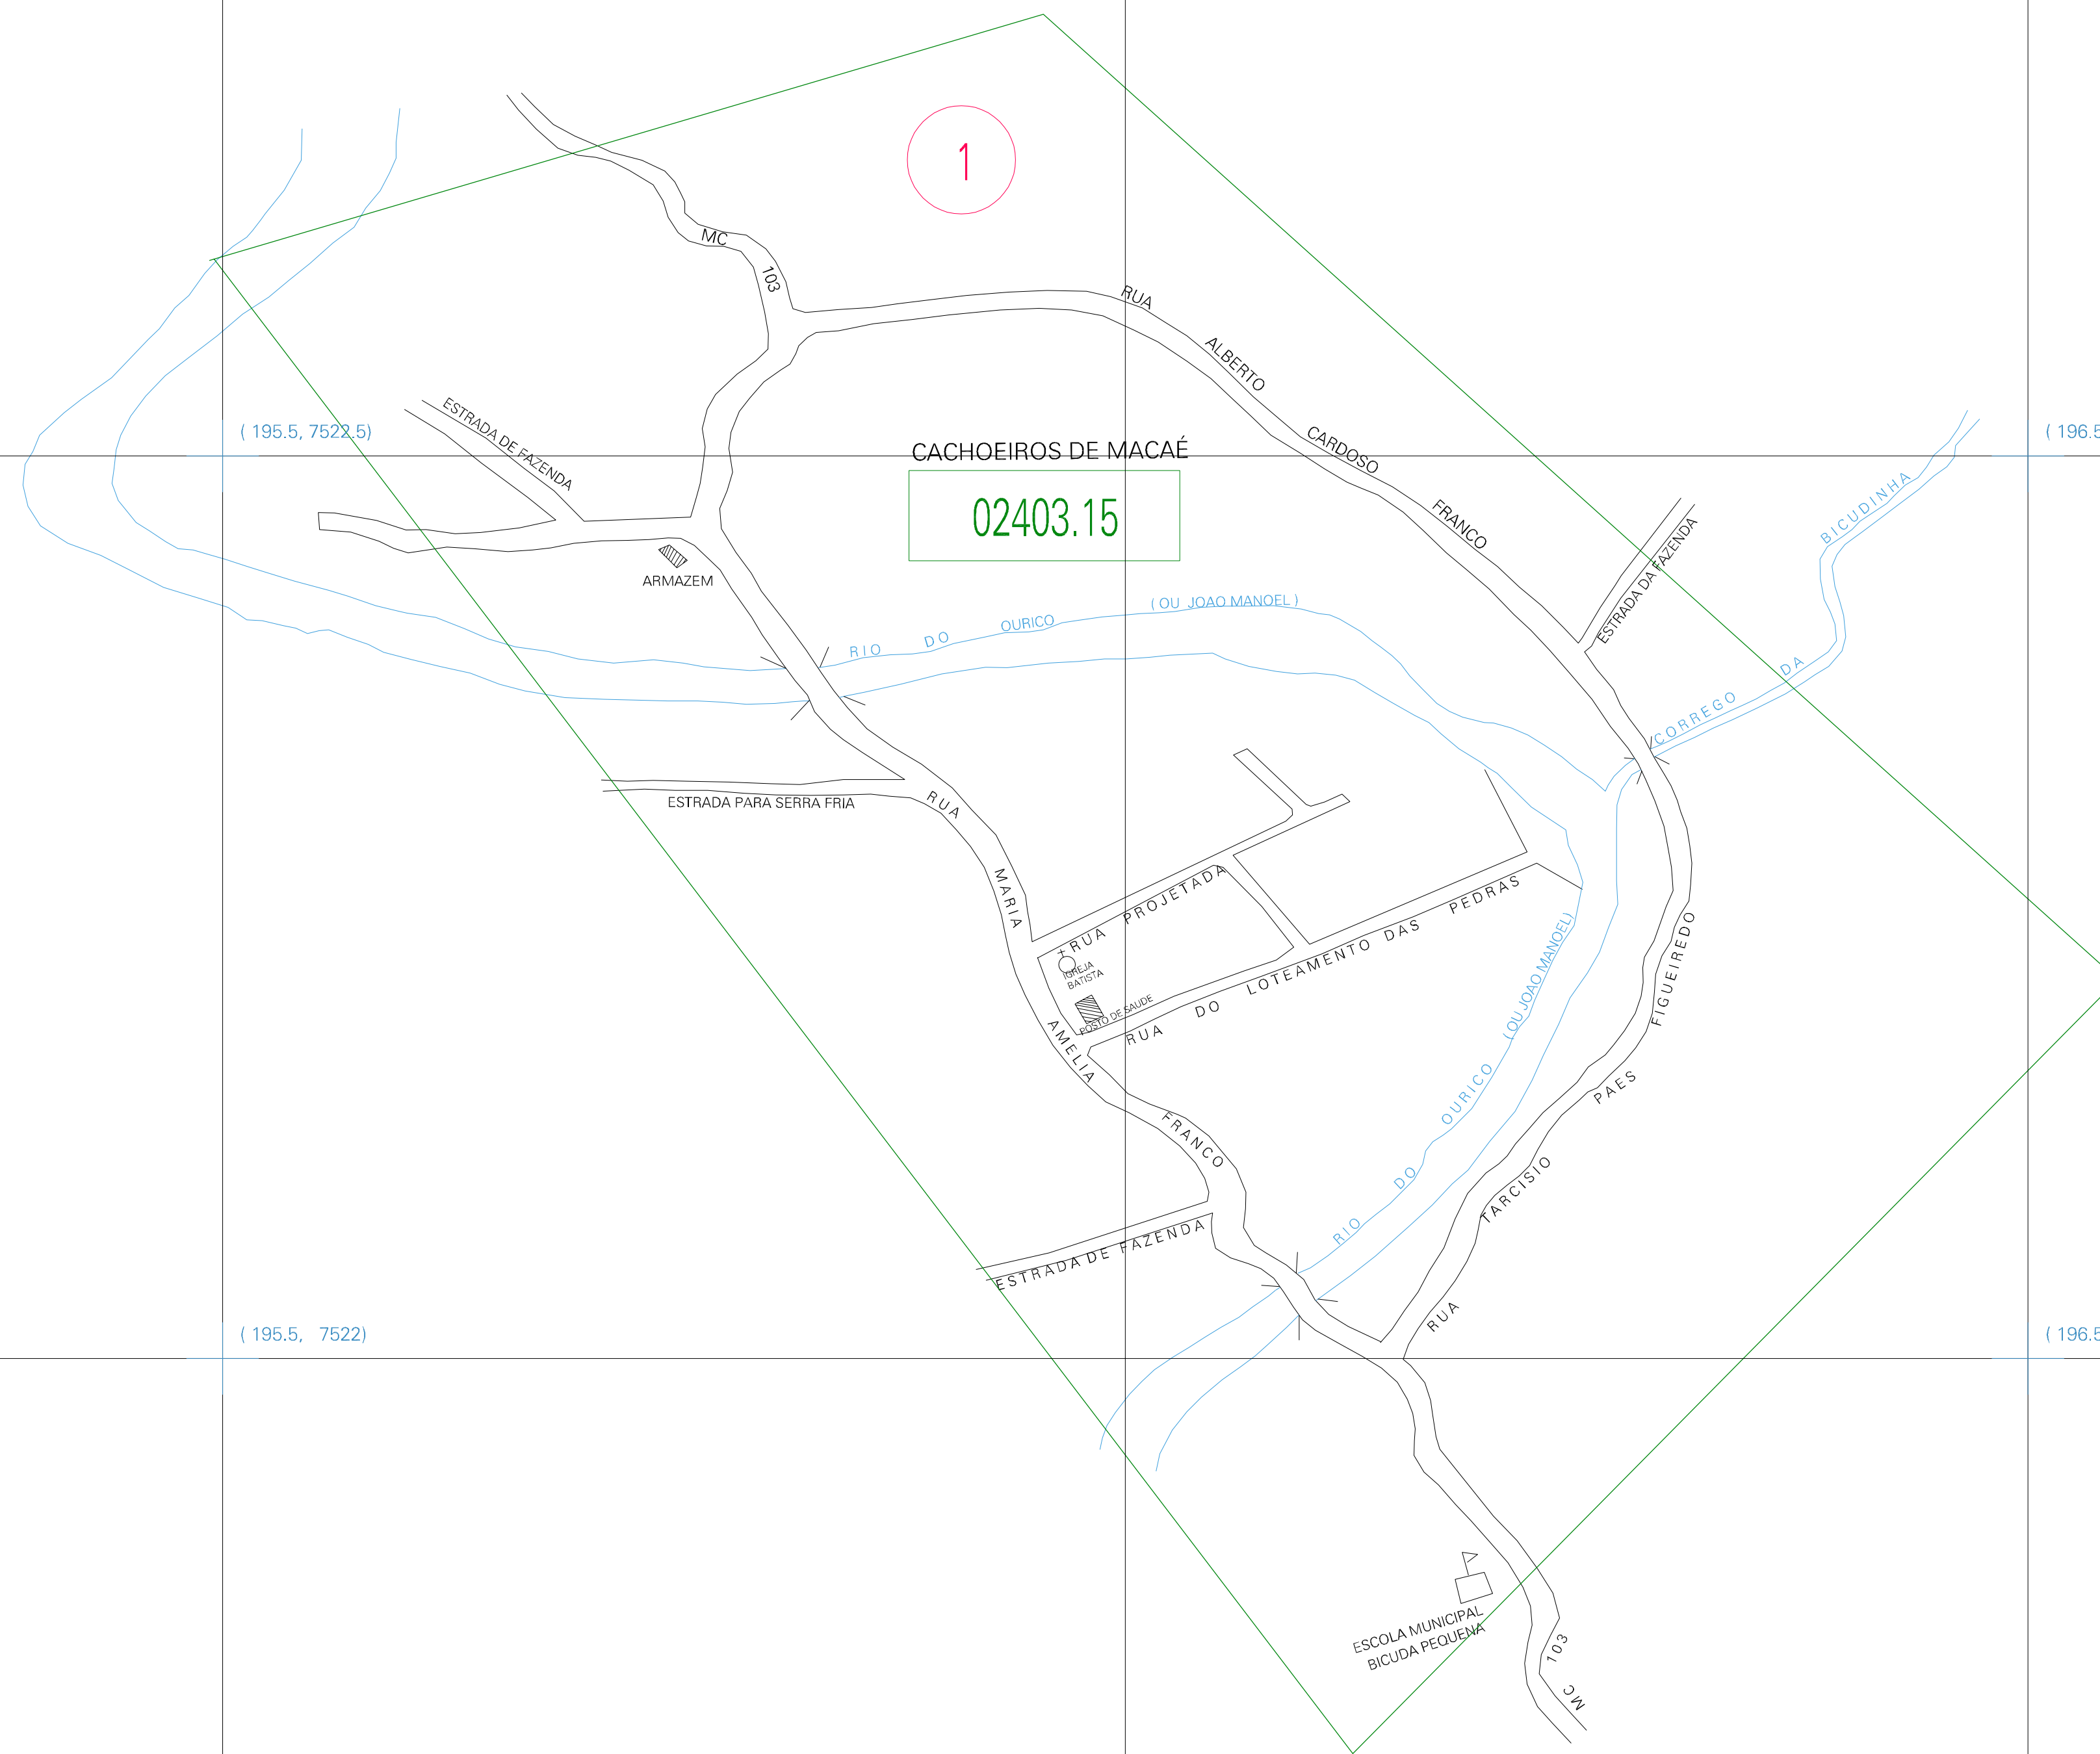 1
MC
103
RUA ALBERTO CARDOSO FRANCO
ESTRADA DE FAZENDA
( 195.5, 7522.5)
( 196.5
CACHOEIROS DE MACAÉ
02403.15
ARMAZEM
ESTRADA DA FAZENDA
CORREGO DA BICUDINHA
RIO DO OURICO ( OU JOAO MANOEL )
ESTRADA PARA SERRA FRIA
RUA MARIA AMELIA FRANCO
RUA PROJETADA
IGREJA
BATISTA
POSTO DE SAUDE
RUA DO LOTEAMENTO DAS PEDRAS
RIO DO OURICO (OU JOAO MANOEL)
RUA TARCISIO PAES FIGUEIREDO
ESTRADA DE FAZENDA
( 195.5, 7522)
( 196.5
ESCOLA MUNICIPAL
BICUDA PEQUENA
MC 103